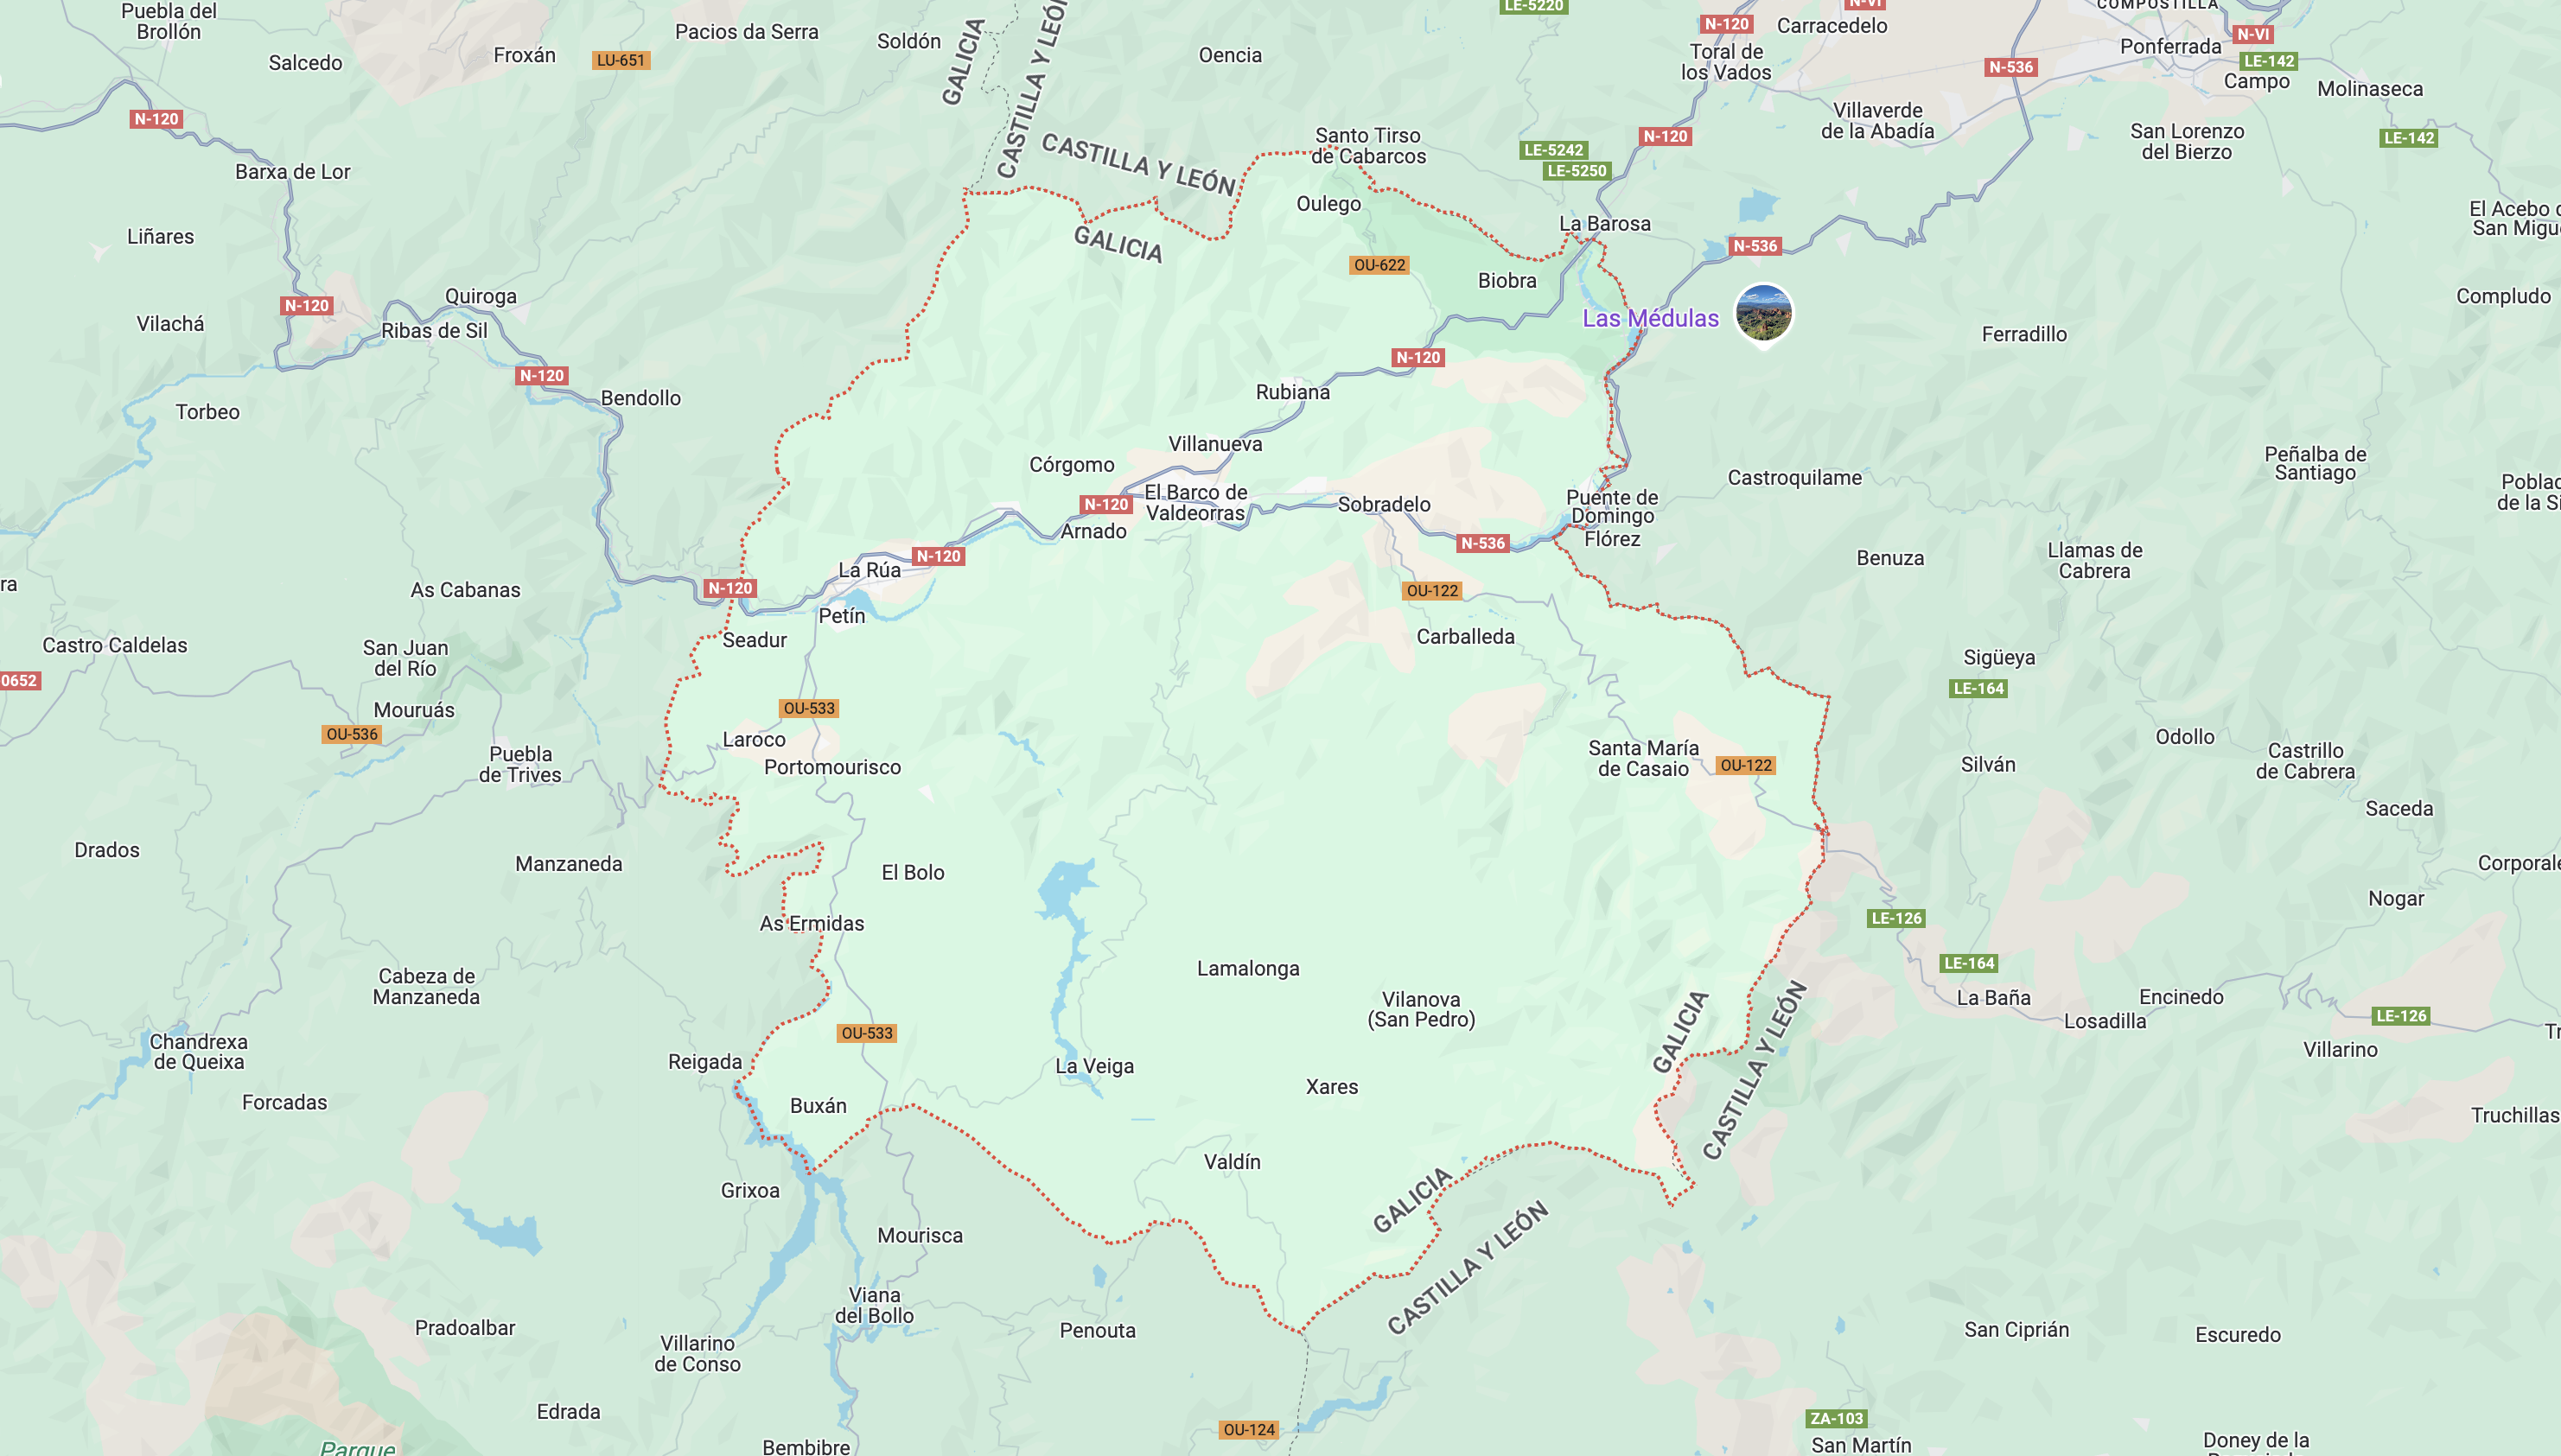 Puebla del
Brollón
Salcedo
Froxán
LU-651
Pacios da Serra
Soldón
GALICIA
CASTILLA Y LEÓN
Oencia
LE-5220
N-120
N-VI
Carracedelo
Toral de
los Vados
COMPOSTILLA
N-VI
Ponferrada
LE-142
Campo
N-536
Molinaseca
N-120
Barxa de Lor
CASTILLA Y LEÓN
GALICIA
Santo Tirso
de Cabarcos
LE-5242
LE-5250
N-120
Villaverde
de la Abadía
San Lorenzo
del Bierzo
LE-142
Oulego
La Barosa
El Acebo
San Migu
Liñares
OU-622
Biobra
N-536
Quiroga
N-120
Vilachá
Ribas de Sil
Las Médulas
Ferradillo
Compludo
N-120
N-120
Bendollo
Torbeo
Rubiana
Villanueva
Córgomo
El Barco de
Valdeorras
N-120
Arnado
Sobradelo
Puente de
Domingo
Flórez
N-536
Castroquilame
Peñalba de
Santiago
Poblad
de la Si
Benuza
Llamas de
Cabrera
ra
As Cabanas
N-120
La Rúa
N-120
Petín
OU-122
Carballeda
Seadur
Castro Caldelas
0652
San Juan
del Río
Mouruás
OU-536
Puebla
de Trives
OU-533
Laroco
Portomourisco
Santa María
de Casaio
OU-122
Sigüeya
LE-164
Silván
Odollo
Castrillo
de Cabrera
Saceda
Drados
Manzaneda
El Bolo
As Ermidas
LE-126
LE-164
Corporale
Nogar
Cabeza de
Manzaneda
Lamalonga
Vilanova
(San Pedro)
GALICIA
CASTILLA Y LEÓN
La Baña
Encinedo
Losadilla
LE-126
Tr
Villarino
Chandrexa
de Queixa
Reigada
OU-533
La Veiga
Xares
Forcadas
Buxán
Truchillas
Valdín
Grixoa
GALICIA
CASTILLA Y LEÓN
Mourisca
Viana
del Bollo
Penouta
Pradoalbar
Villarino
de Conso
San Ciprián
Escuredo
Edrada
OU-124
ZA-103
San Martín
Doney de la
Bembibre
Parque